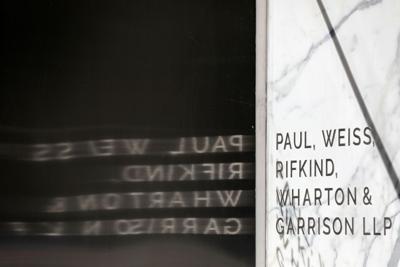 PAUL, WEISS,
RIFKIND,
WHARTON &
GARRISON LLP